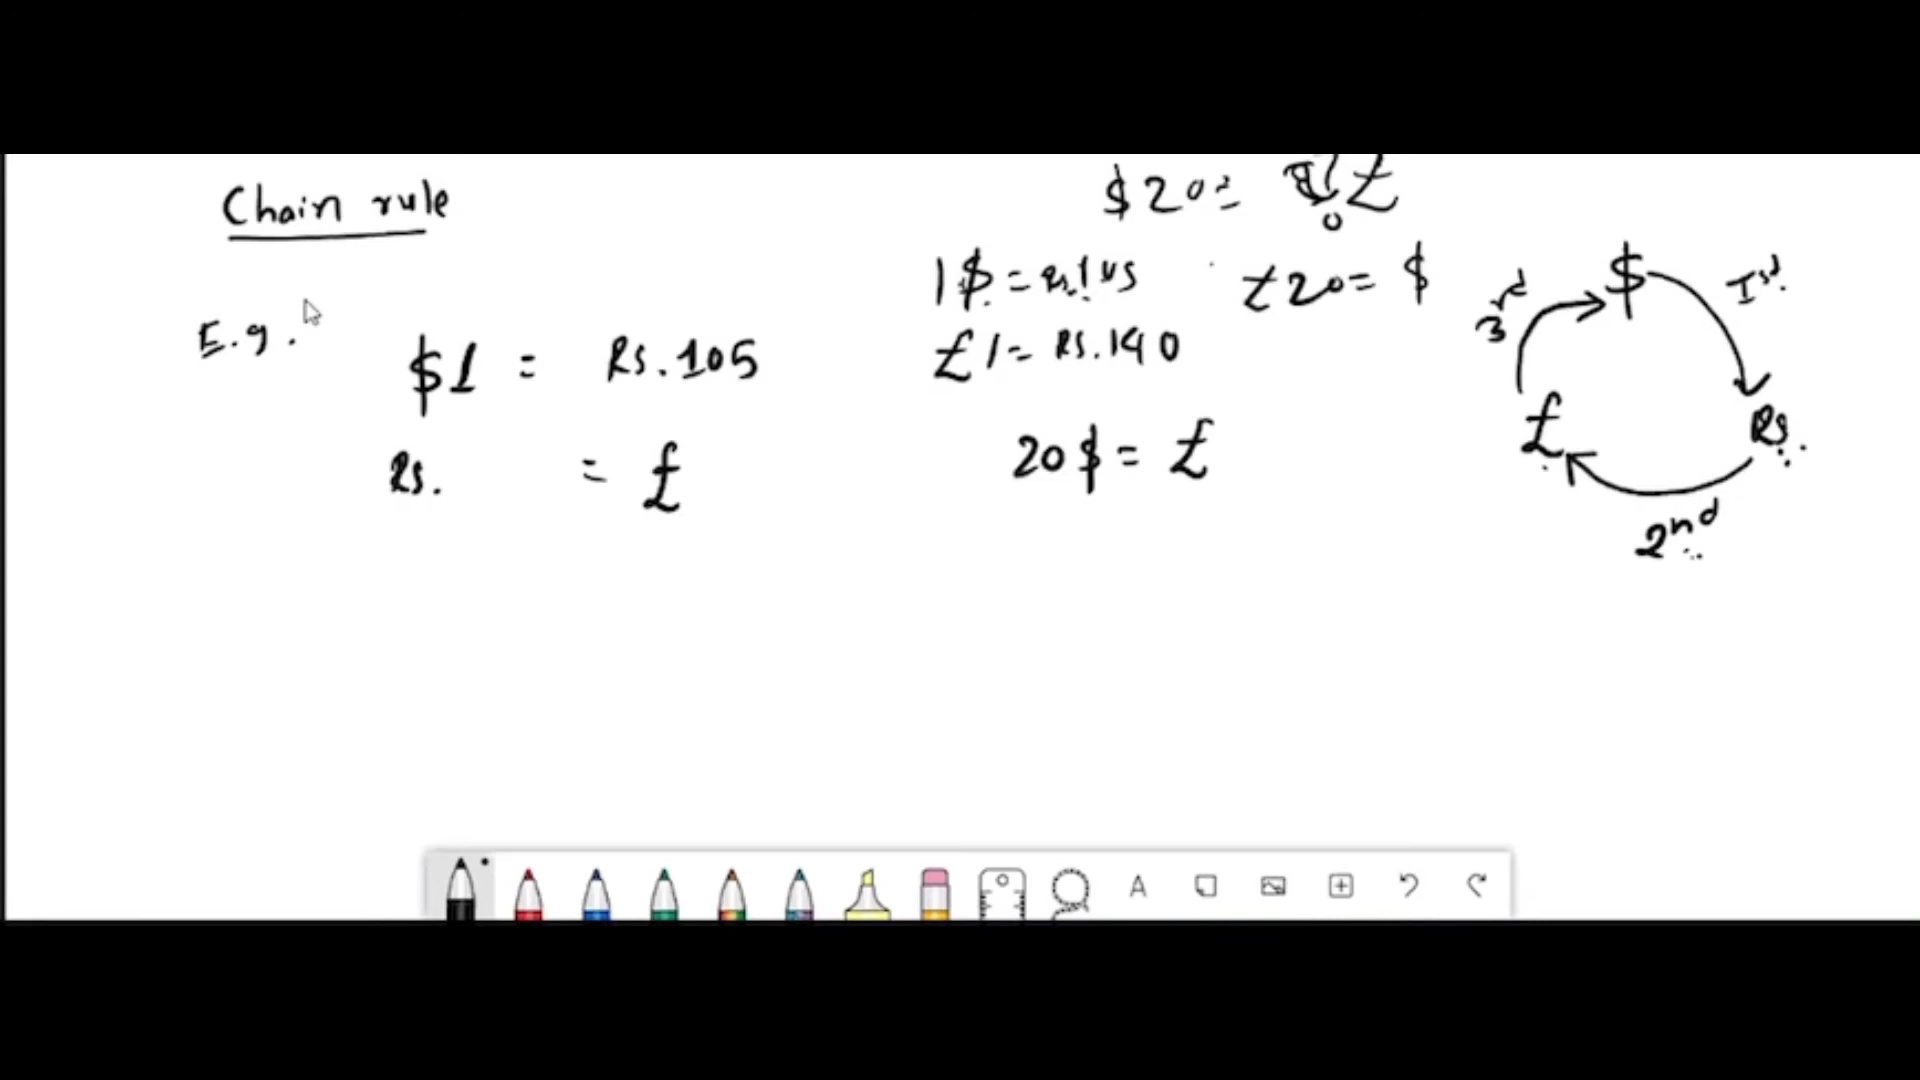 Chain rule
$20= ? £
1$ = Rs.105
£20= $
£1= Rs.140
E.g.
$1 = Rs.105
Rs. = £
20$ = £
$
1st
Rs.
2nd
£
3rd
A